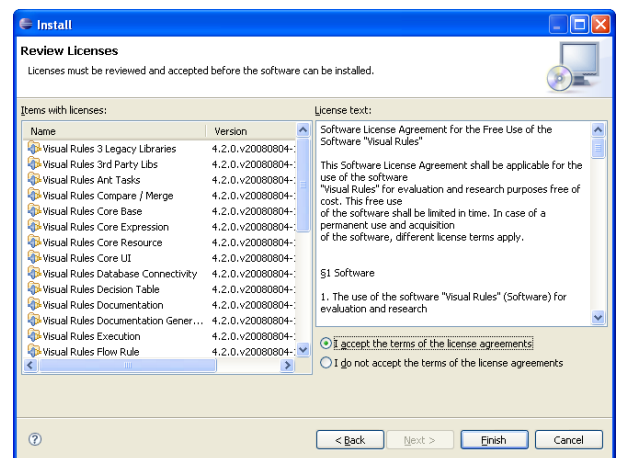 Install
Review Licenses
Licenses must be reviewed and accepted before the software can be installed.
Items with licenses:
Name Version
Visual Rules 3 Legacy Libraries 4.2.0.v20080804-
Visual Rules 3rd Party Libs 4.2.0.v20080804-
Visual Rules Ant Tasks 4.2.0.v20080804-
Visual Rules Compare / Merge 4.2.0.v20080804-
Visual Rules Core Base 4.2.0.v20080804-
Visual Rules Core Expression 4.2.0.v20080804-
Visual Rules Core Resource 4.2.0.v20080804-
Visual Rules Core UI 4.2.0.v20080804-
Visual Rules Database Connectivity 4.2.0.v20080804-
Visual Rules Decision Table 4.2.0.v20080804-
Visual Rules Documentation 4.2.0.v20080804-
Visual Rules Documentation Gener... 4.2.0.v20080804-
Visual Rules Execution 4.2.0.v20080804-
Visual Rules Flow Rule 4.2.0.v20080804-
License text:
Software License Agreement for the Free Use of the
Software "Visual Rules"
This Software License Agreement shall be applicable for the
use of the software
"Visual Rules" for evaluation and research purposes free of
cost. This free use
of the software shall be limited in time. In case of a
permanent use and acquisition
of the software, different license terms apply.
§1 Software
1. The use of the software "Visual Rules" (Software) for
evaluation and research
I accept the terms of the license agreements
I do not accept the terms of the license agreements
?
< Back Next > Finish Cancel